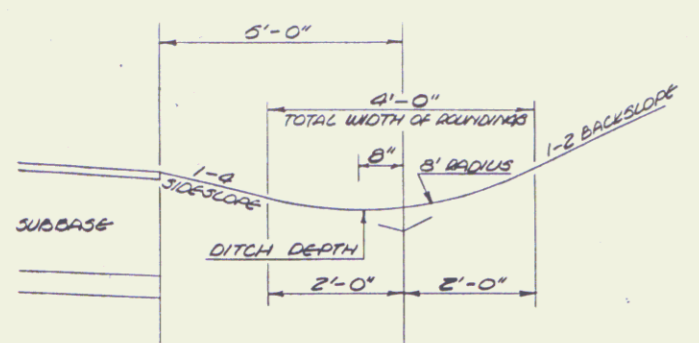 5'-0"
4'-0"
TOTAL WIDTH OF ROUNDINGS
8"
8' RADIUS
1-2 BACKSLOPE
1-4
SIDESLOPE
SUBBASE
DITCH DEPTH
2'-0"
2'-0"